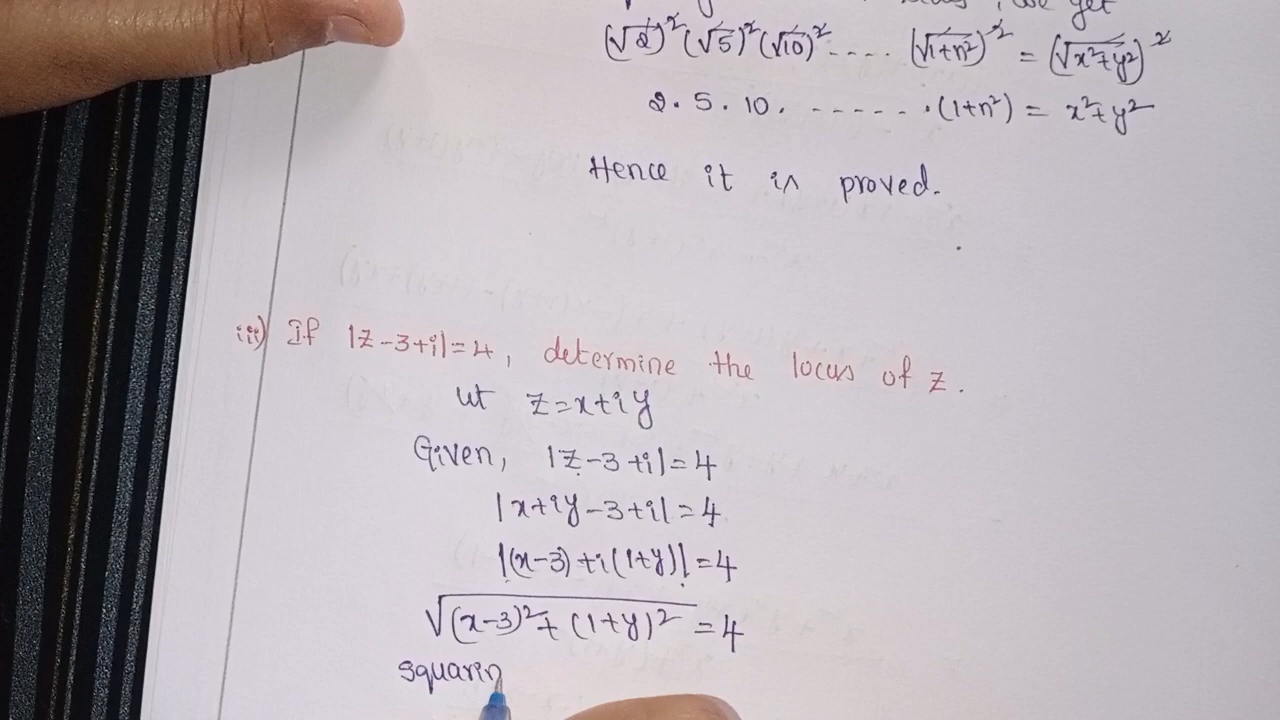 we get
(√2)²(√5)²(√10)² ---- (√1+n²)² = (√x²+y²)²
2. 5. 10. ------ .(1+n²) = x²+y²
Hence it is proved.
iii) If |z-3+i|=4, determine the locus of z.
let z=x+iy
Given, |z-3+i|=4
|x+iy-3+i|=4
|(x-3)+i(1+y)|=4
√(x-3)²+(1+y)² =4
squarin